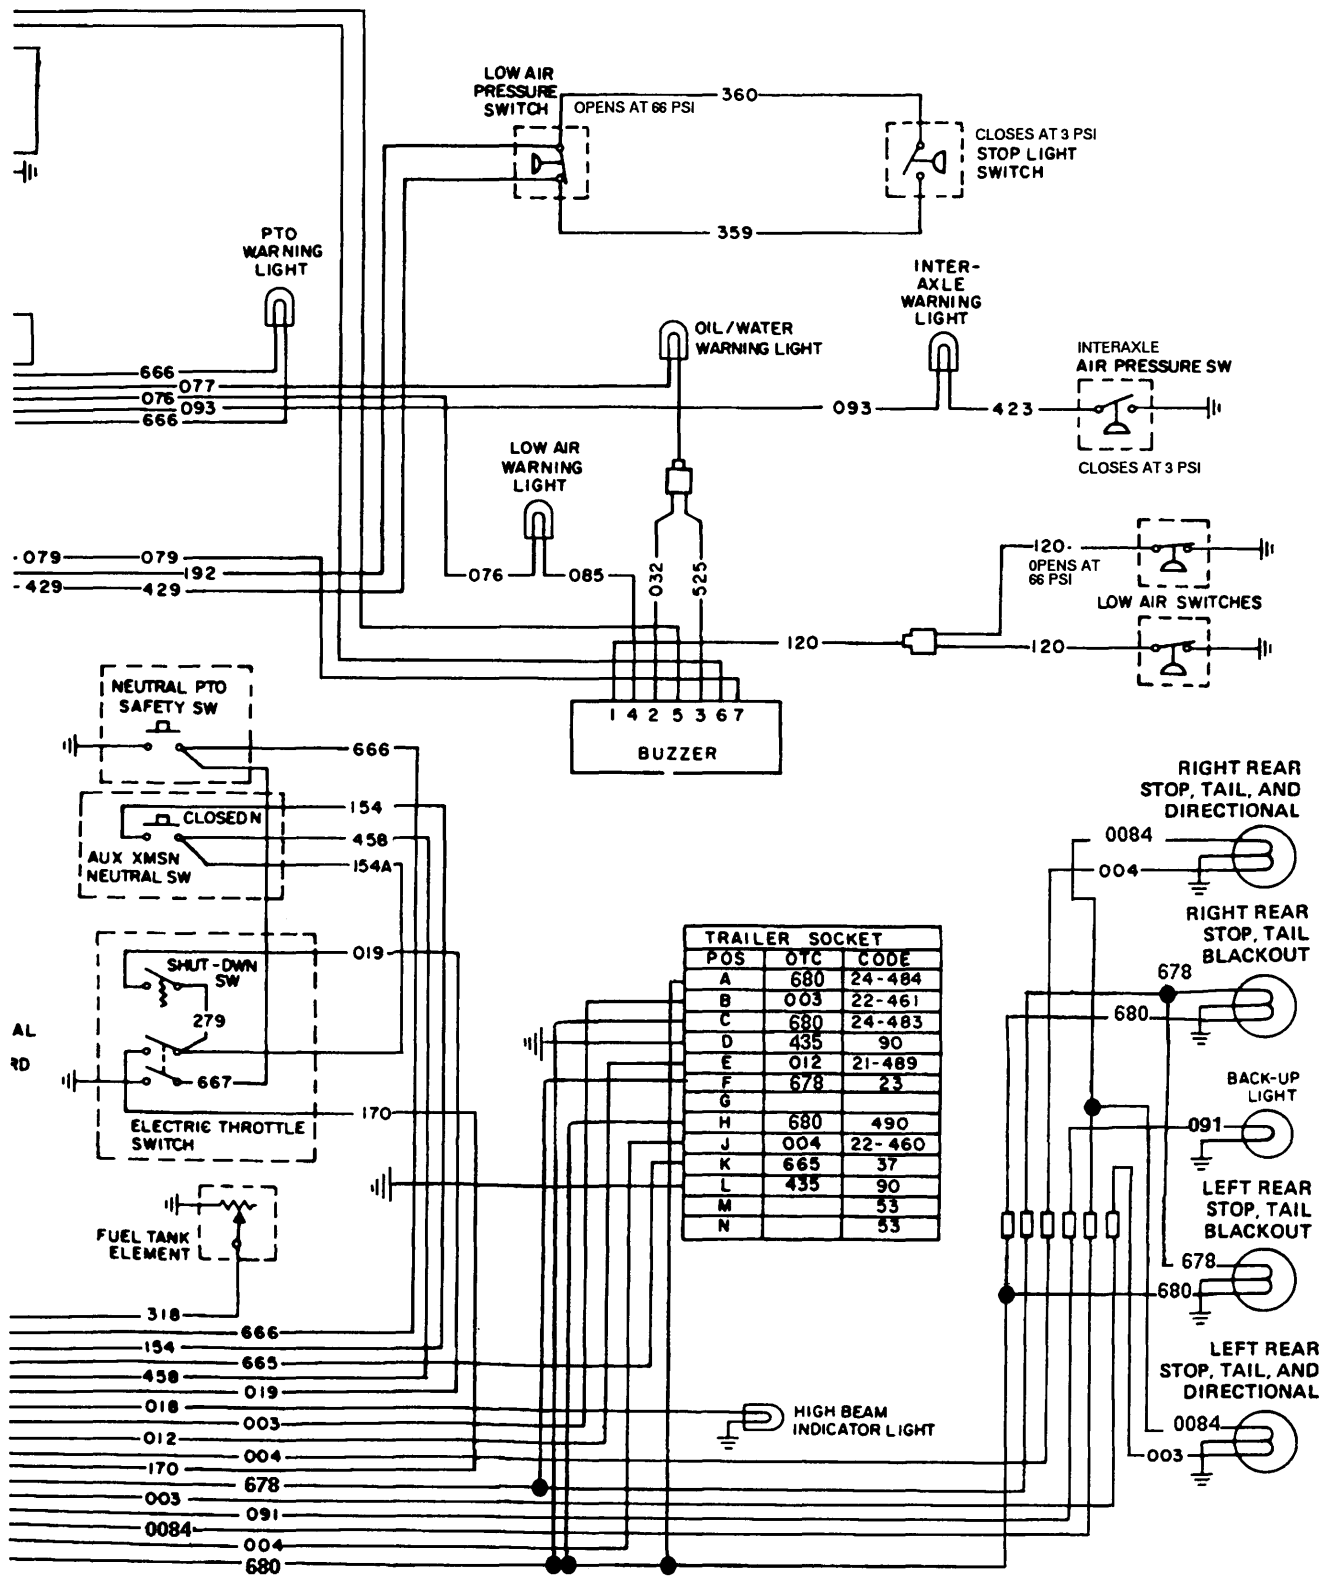 LOW AIR
PRESSURE
SWITCH
OPENS AT 66 PSI
360
CLOSES AT 3 PSI
STOP LIGHT
SWITCH
359
PTO
WARNING
LIGHT
INTER-
AXLE
WARNING
LIGHT
OIL/WATER
WARNING LIGHT
INTERAXLE
AIR PRESSURE SW
666
077
076
093
666
093
423
CLOSES AT 3 PSI
LOW AIR
WARNING
LIGHT
079
079
192
429
429
076
085
032
525
120
OPENS AT
66 PSI
LOW AIR SWITCHES
120
120
1 4 2 5 3 6 7
BUZZER
NEUTRAL PTO
SAFETY SW
666
154
CLOSED N
458
AUX XMSN
NEUTRAL SW
154A
019
SHUT-DWN
SW
279
AL
RD
667
170
ELECTRIC THROTTLE
SWITCH
FUEL TANK
ELEMENT
TRAILER SOCKET
POS OTC CODE
A 680 24-484
B 003 22-461
C 680 24-483
D 435 90
E 012 21-489
F 678 23
G
H 680 490
J 004 22-460
K 665 37
L 435 90
M 53
N 53
RIGHT REAR
STOP, TAIL, AND
DIRECTIONAL
0084
004
RIGHT REAR
STOP, TAIL
BLACKOUT
678
680
BACK-UP
LIGHT
091
LEFT REAR
STOP, TAIL
BLACKOUT
678
680
LEFT REAR
STOP, TAIL, AND
DIRECTIONAL
0084
003
318
666
154
665
458
019
018
003
012
004
170
678
003
091
0084
004
680
HIGH BEAM
INDICATOR LIGHT